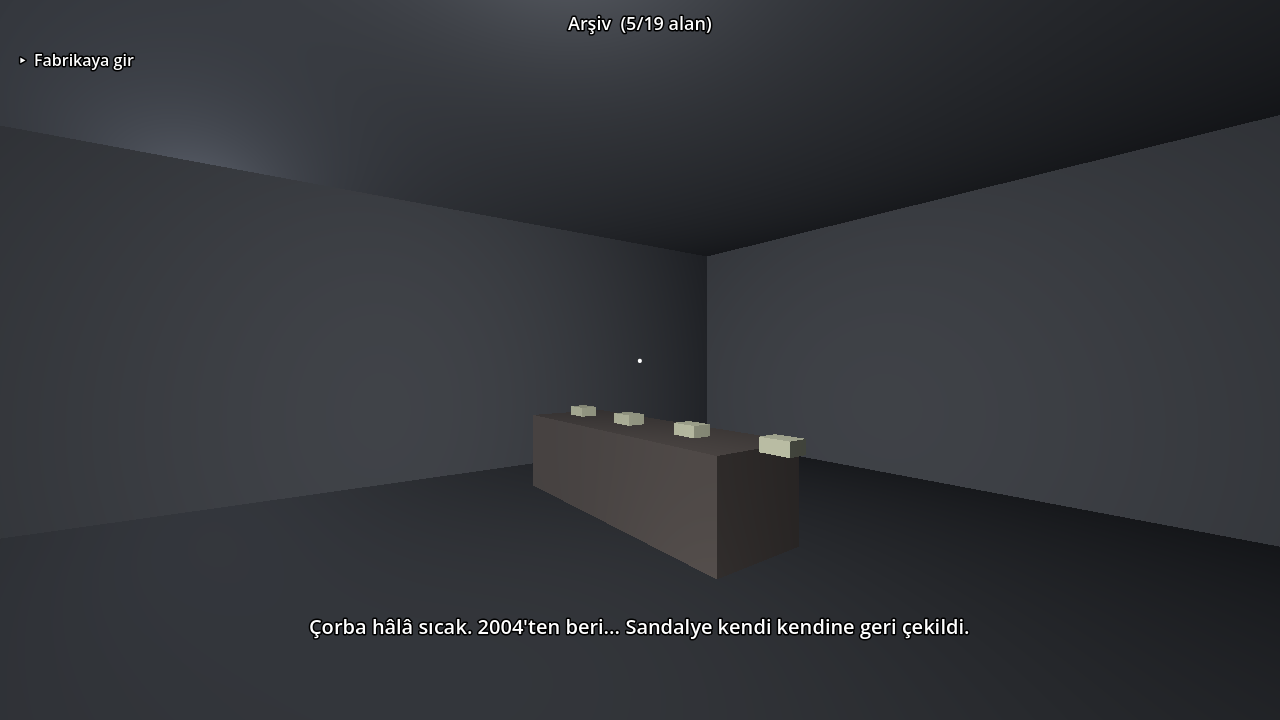 Arşiv (5/19 alan)
▸ Fabrikaya gir
Çorba hâlâ sıcak. 2004'ten beri... Sandalye kendi kendine geri çekildi.